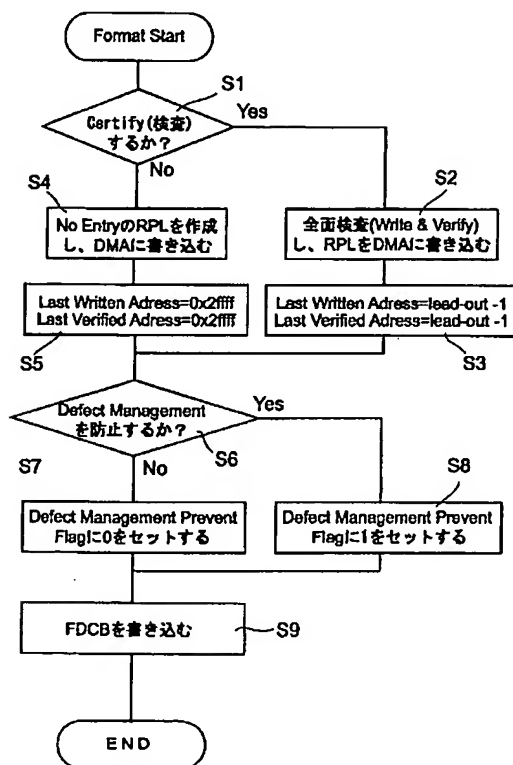 Format Start
S1
Certify(検査)
するか？
Yes
No
S4
S2
No EntryのRPLを作成
し、DMAに書き込む
全面検査(Write & Verify)
し、RPLをDMAに書き込む
Last Written Adress=0x2ffff
Last Verified Adress=0x2ffff
Last Written Adress=lead-out -1
Last Verified Adress=lead-out -1
S5
S3
Defect Management
を防止するか？
Yes
S6
S7
No
S8
Defect Management Prevent
Flagに0をセットする
Defect Management Prevent
Flagに1をセットする
FDCBを書き込む
S9
END